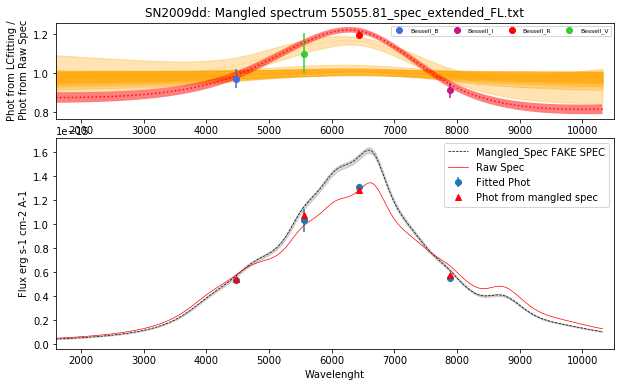 SN2009dd: Mangled spectrum 55055.81_spec_extended_FL.txt
Phot from LCfitting /
Phot from Raw Spec
1.2
1.0
0.8
Bessell_B
Bessell_I
Bessell_R
Bessell_V
2000 3000 4000 5000 6000 7000 8000 9000 10000
Flux erg s-1 cm-2 A-1
1.6
1.4
1.2
1.0
0.8
0.6
0.4
0.2
0.0
Mangled_Spec FAKE SPEC
Raw Spec
Fitted Phot
Phot from mangled spec
2000 3000 4000 5000 6000 7000 8000 9000 10000
Wavelenght